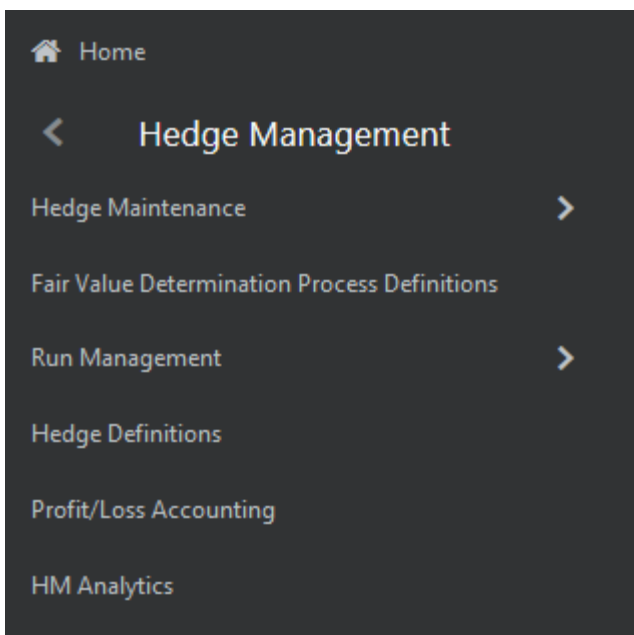 Home
Hedge Management
Hedge Maintenance
Fair Value Determination Process Definitions
Run Management
Hedge Definitions
Profit/Loss Accounting
HM Analytics